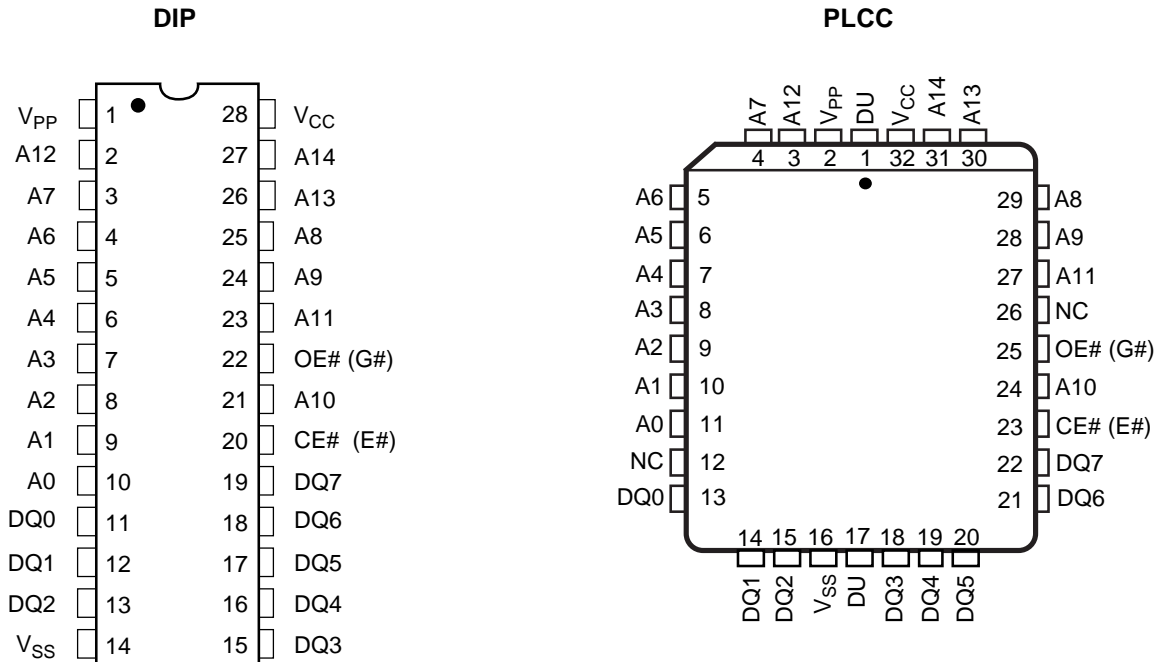 DIP
V_PP 1 28 V_CC
A12 2 27 A14
A7 3 26 A13
A6 4 25 A8
A5 5 24 A9
A4 6 23 A11
A3 7 22 OE# (G#)
A2 8 21 A10
A1 9 20 CE# (E#)
A0 10 19 DQ7
DQ0 11 18 DQ6
DQ1 12 17 DQ5
DQ2 13 16 DQ4
V_SS 14 15 DQ3
PLCC
A7 A12 V_PP DU V_CC A14 A13
4 3 2 1 32 31 30
A6 5 29 A8
A5 6 28 A9
A4 7 27 A11
A3 8 26 NC
A2 9 25 OE# (G#)
A1 10 24 A10
A0 11 23 CE# (E#)
NC 12 22 DQ7
DQ0 13 21 DQ6
14 15 16 17 18 19 20
DQ1 DQ2 V_SS DU DQ3 DQ4 DQ5